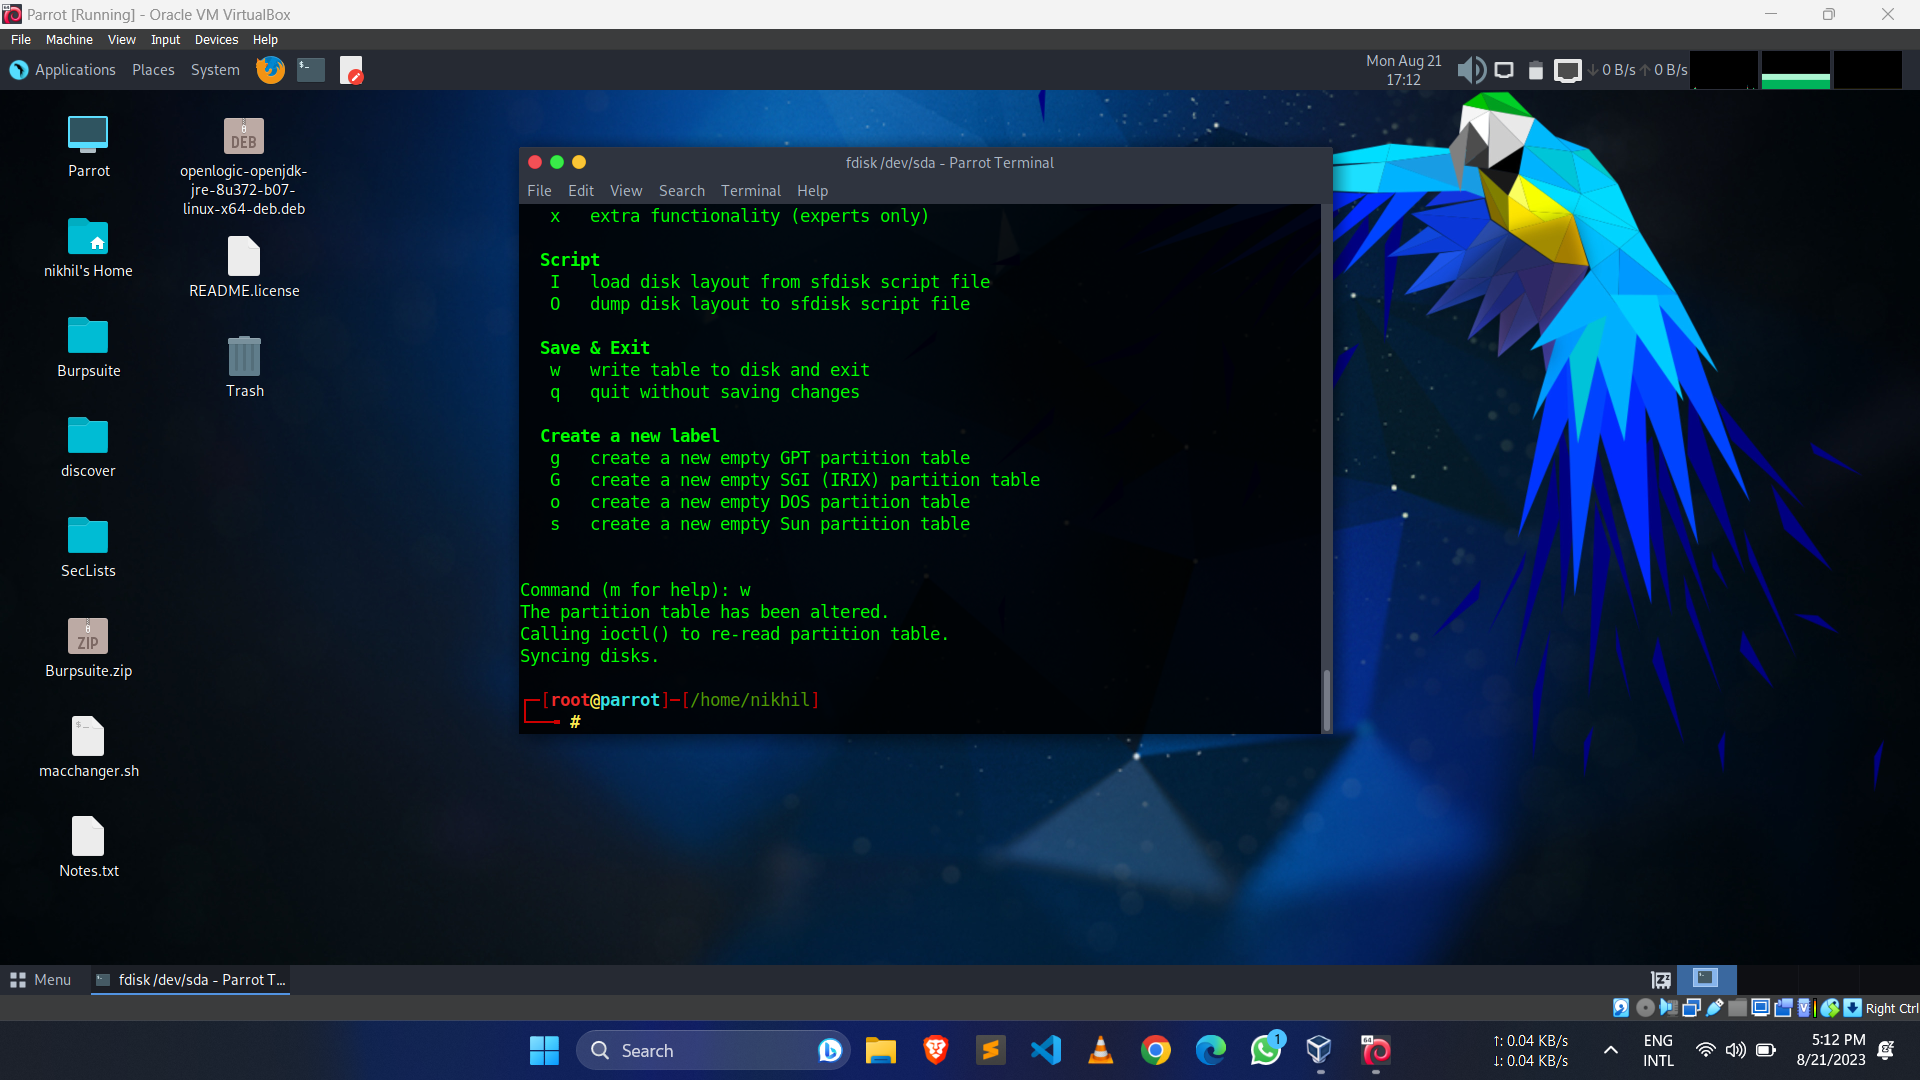 Parrot [Running] - Oracle VM VirtualBox
File Machine View Input Devices Help
Applications Places System
Mon Aug 21
17:12
0 B/s 0 B/s
Parrot
nikhil's Home
Burpsuite
discover
SecLists
ZIP
Burpsuite.zip
macchanger.sh
Notes.txt
DEB
openlogic-openjdk-
jre-8u372-b07-
linux-x64-deb.deb
README.license
Trash
fdisk /dev/sda - Parrot Terminal
File Edit View Search Terminal Help
x extra functionality (experts only)
Script
I load disk layout from sfdisk script file
O dump disk layout to sfdisk script file
Save & Exit
w write table to disk and exit
q quit without saving changes
Create a new label
g create a new empty GPT partition table
G create a new empty SGI (IRIX) partition table
o create a new empty DOS partition table
s create a new empty Sun partition table
Command (m for help): w
The partition table has been altered.
Calling ioctl() to re-read partition table.
Syncing disks.
┌─[root@parrot]─[/home/nikhil]
└──╼ #
Menu
fdisk /dev/sda - Parrot T...
Right Ctrl
Search
1
64
↑: 0.04 KB/s
↓: 0.04 KB/s
ENG
INTL
5:12 PM
8/21/2023